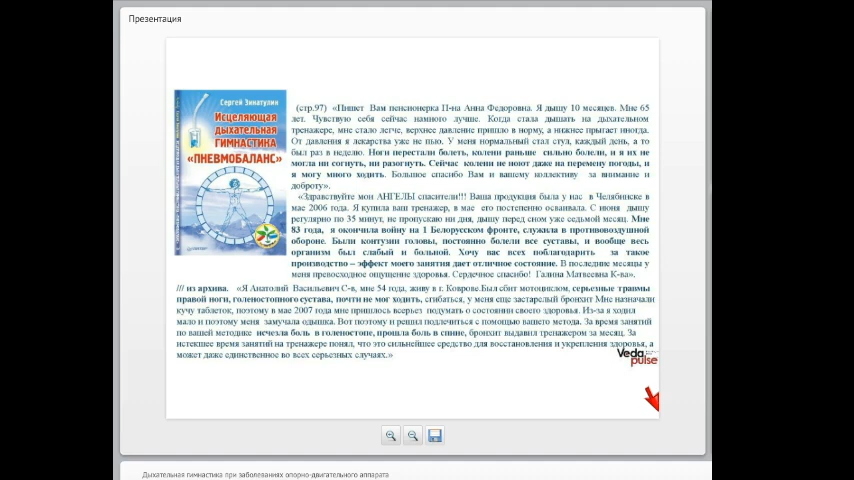 Презентация
Сергей Зинатулин
Исцеляющая
дыхательная
ГИМНАСТИКА
«ПНЕВМОБАЛАНС»
(стр.97) «Пишет Вам пенсионерка П-на Анна Федоровна. Я дышу 10 месяцев. Мне 65
лет. Чувствую себя сейчас намного лучше. Когда стала дышать на дыхательном
тренажере, мне стало легче, верхнее давление пришло в норму, а нижнее прыгает иногда.
От давления я лекарства уже не пью. У меня нормальный стал стул, каждый день, а то
был раз в неделю. Ноги перестали болеть, колени раньше сильно болели, и я их не
могла ни согнуть, ни разогнуть. Сейчас колени не ноют даже на перемену погоды, и
я могу много ходить. Большое спасибо Вам и вашему коллективу за внимание и
доброту».
«Здравствуйте мои АНГЕЛЫ спасители!!! Ваша продукция была у нас в Челябинске в
мае 2006 года. Я купила ваш тренажер, в мае его постепенно осваивала. С июня дышу
регулярно по 35 минут, не пропускаю ни дня, дышу перед сном уже седьмой месяц. Мне
83 года, я окончила войну на 1 Белорусском фронте, служила в противовоздушной
обороне. Были контузии головы, постоянно болели все суставы, и вообще весь
организм был слабый и больной. Хочу вас всех поблагодарить за такое
производство – эффект моего занятия дает отличное состояние. В последние месяцы у
меня превосходное ощущение здоровья. Сердечное спасибо! Галина Матвеевна К-ва».
/// из архива. «Я Анатолий Васильевич С-в, мне 54 года, живу в г. Коврове.Был сбит мотоциклом, серьезные травмы
правой ноги, голеностопного сустава, почти не мог ходить, сгибаться, у меня еще застарелый бронхит Мне назначали
кучу таблеток, поэтому в мае 2007 года мне пришлось всерьез подумать о состоянии своего здоровья. Из-за я ходил
мало и поэтому меня замучала одышка. Вот поэтому я решил подлечиться с помощью вашего метода. За время занятий
по вашей методике исчезла боль в голеностопе, прошла боль в спине, бронхит выдавил тренажером за месяц. За
истекшее время занятий на тренажере понял, что это сильнейшее средство для восстановления и укрепления здоровья, а
может даже единственное во всех серьезных случаях.»
Veda
pulse
Дыхательная гимнастика при заболеваниях опорно-двигательного аппарата